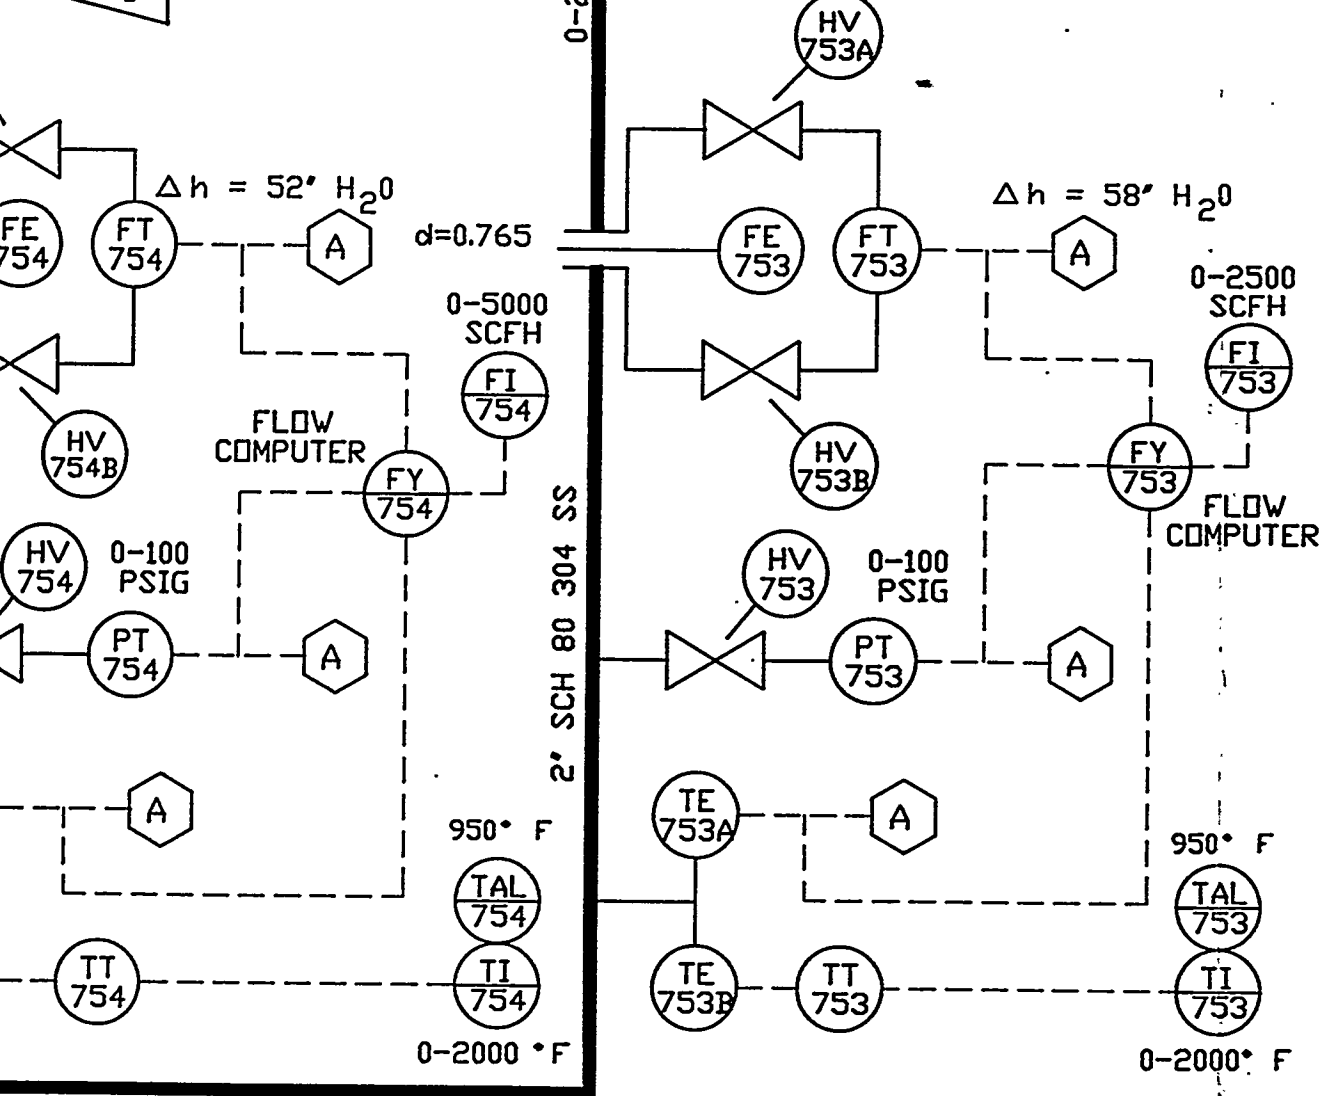 HV
753A
Δh = 52" H2O
FE
754
FT
754
A
d=0.765
0-5000
SCFH
FI
754
FLOW
COMPUTER
FY
754
HV
754B
HV
754
0-100
PSIG
PT
754
A
2" SCH 80 304 SS
A
950° F
TAL
754
TT
754
TI
754
0-2000 °F
Δh = 58" H2O
FE
753
FT
753
A
0-2500
SCFH
FI
753
HV
753B
FY
753
FLOW
COMPUTER
HV
753
0-100
PSIG
PT
753
A
TE
753A
A
950° F
TAL
753
TE
753B
TT
753
TI
753
0-2000° F